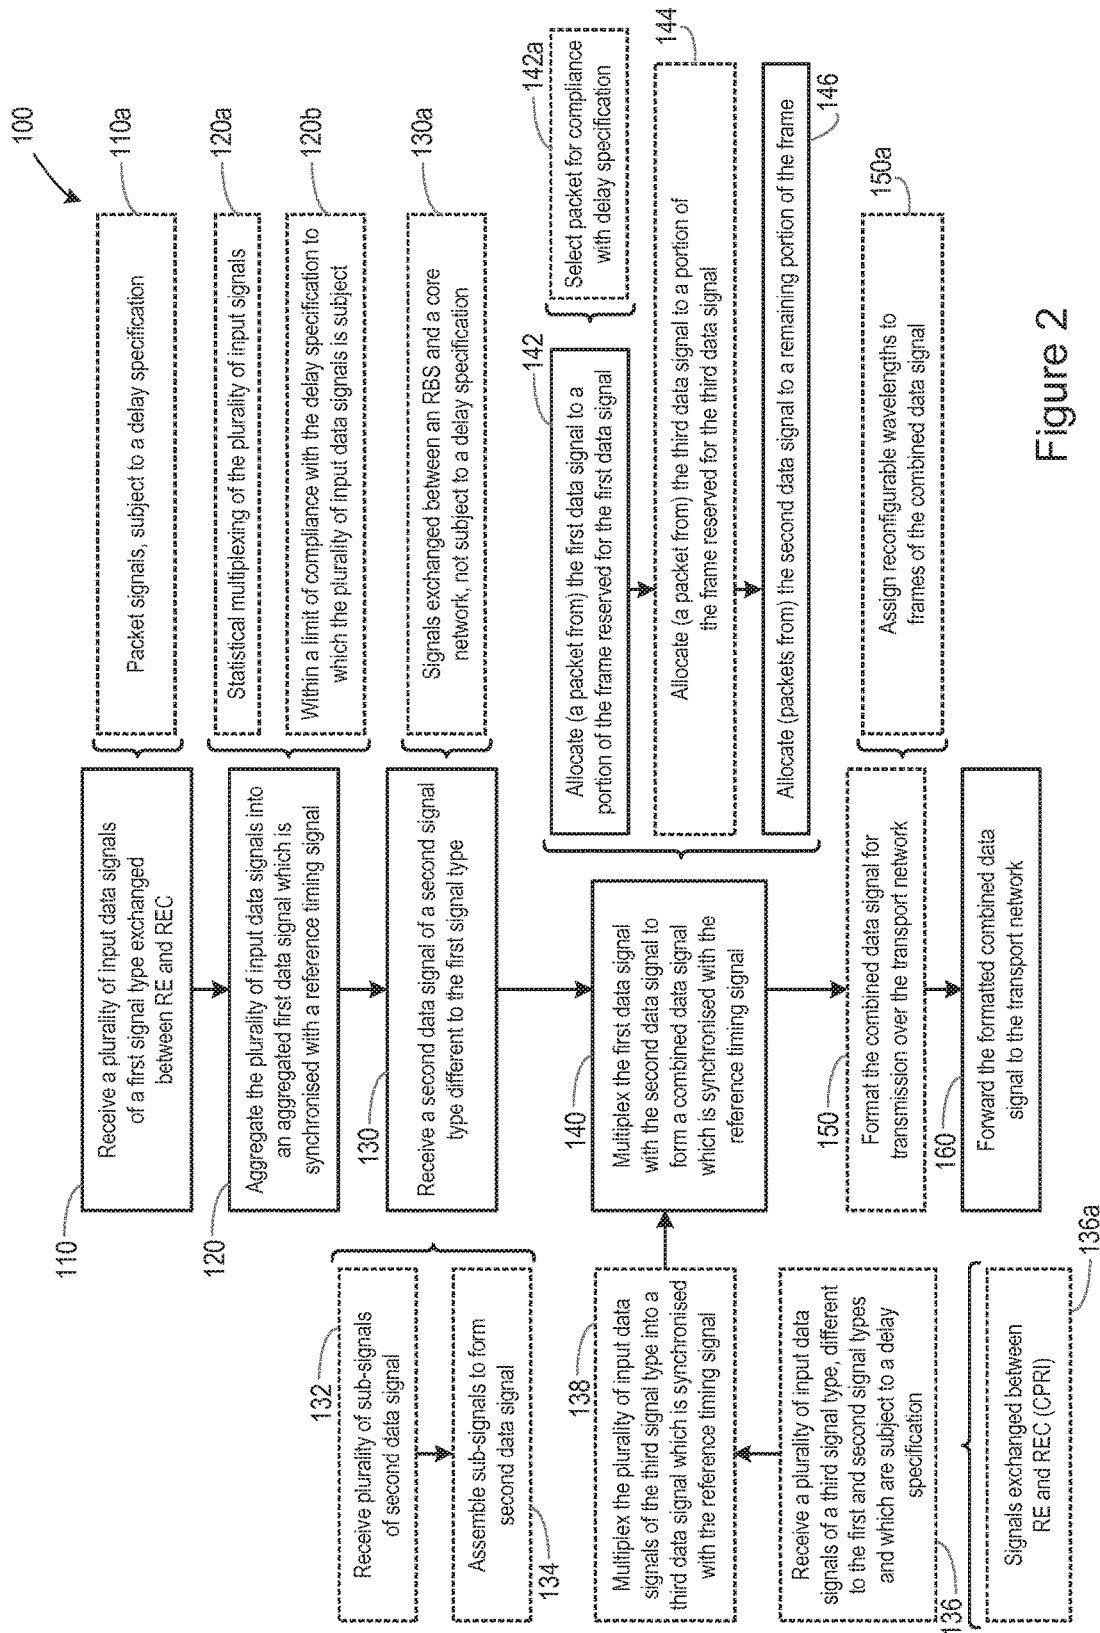 100
110
Receive a plurality of input data signals
of a first signal type exchanged
between RE and REC
110a
Packet signals, subject to a delay specification
120
Aggregate the plurality of input data signals into
an aggregated first data signal which is
synchronised with a reference timing signal
120a
Statistical multiplexing of the plurality of input signals
120b
Within a limit of compliance with the delay specification to
which the plurality of input data signals is subject
130
Receive a second data signal of a second signal
type different to the first signal type
130a
Signals exchanged between an RBS and a core
network, not subject to a delay specification
132
Receive plurality of sub-signals
of second data signal
Assemble sub-signals to form
second data signal
134
138
Multiplex the plurality of input data
signals of the third signal type into a
third data signal which is synchronised
with the reference timing signal
Receive a plurality of input data
signals of a third signal type, different
to the first and second signal types
and which are subject to a delay
specification
136
Signals exchanged between
RE and REC (CPRI)
136a
140
Multiplex the first data signal
with the second data signal to
form a combined data signal
which is synchronised with the
reference timing signal
142
Allocate (a packet from) the first data signal to a
portion of the frame reserved for the first data signal
142a
Select packet for compliance
with delay specification
144
Allocate (a packet from) the third data signal to a portion of
the frame reserved for the third data signal
Allocate (packets from) the second data signal to a remaining portion of the frame
146
150
Format the combined data signal for
transmission over the transport network
150a
Assign reconfigurable wavelengths to
frames of the combined data signal
160
Forward the formatted combined data
signal to the transport network
Figure 2